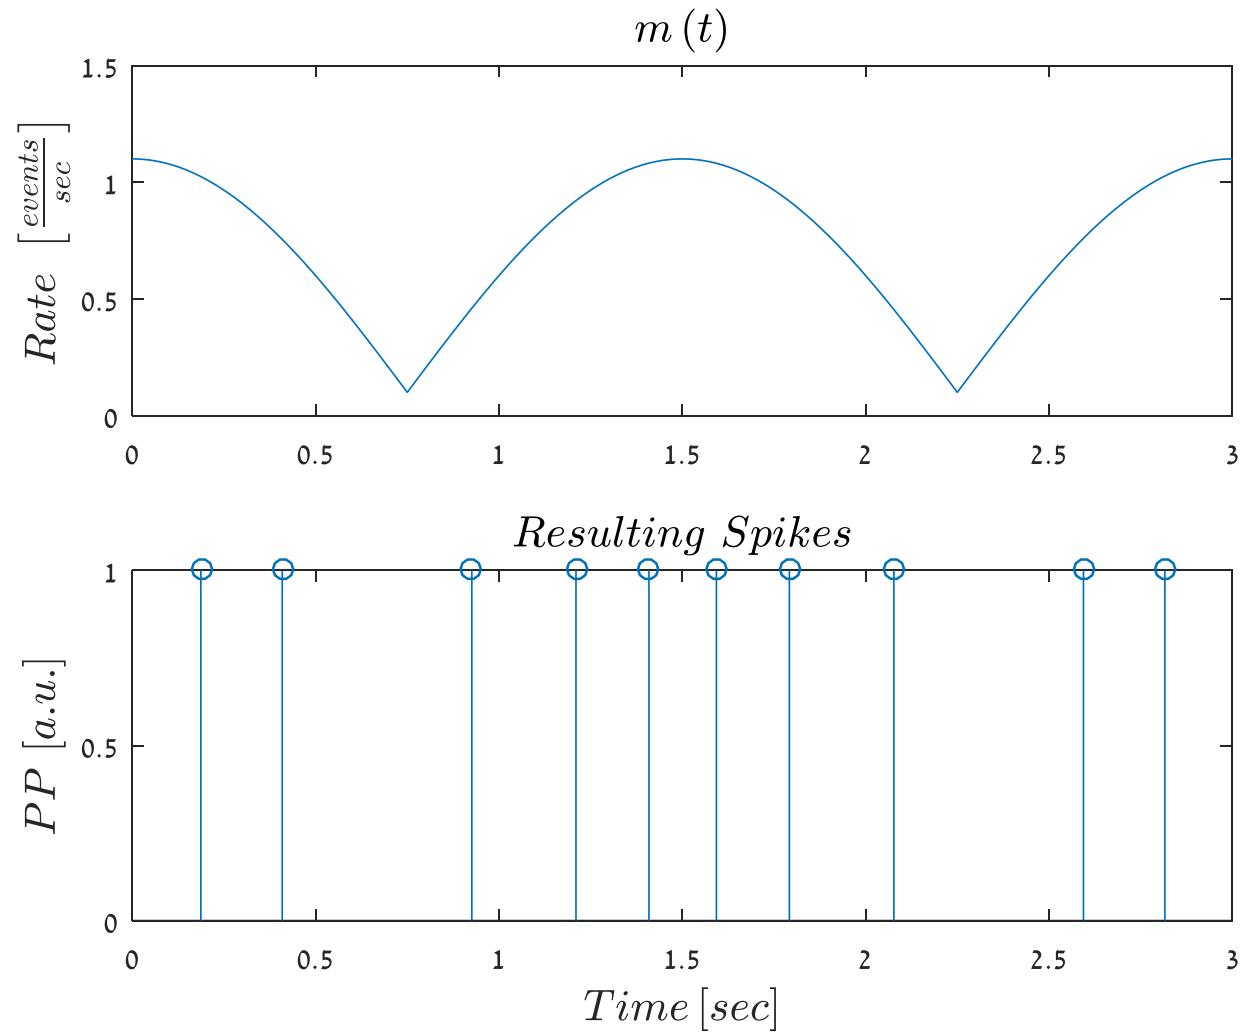 m (t)
Rate [events/sec]
1.5
1
0.5
0
0 0.5 1 1.5 2 2.5 3
Resulting Spikes
PP [a.u.]
1
0.5
0
0 0.5 1 1.5 2 2.5 3
Time [sec]